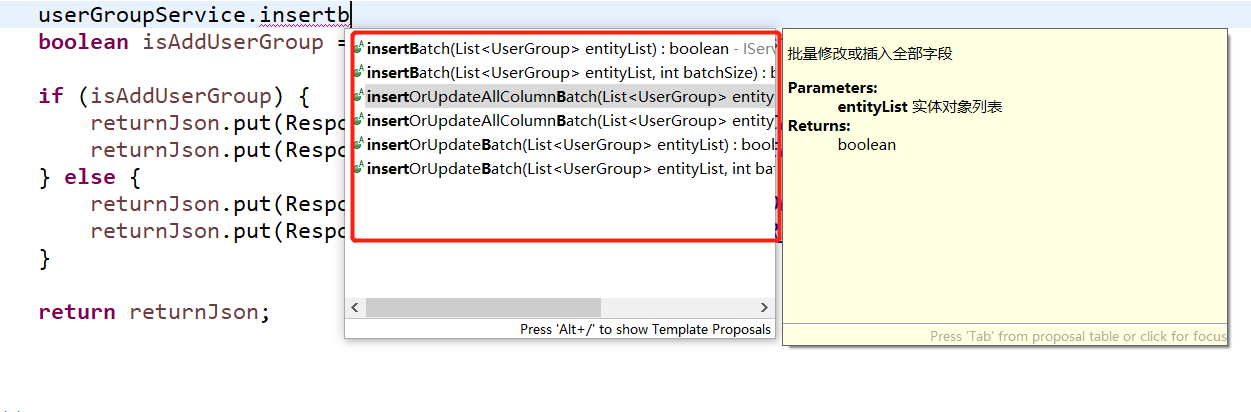 userGroupService.insertb
boolean isAddUserGroup =
if (isAddUserGroup) {
returnJson.put(Respo
returnJson.put(Respo
} else {
returnJson.put(Respo
returnJson.put(Respo
}
return returnJson;
insertBatch(List<UserGroup> entityList) : boolean - IServ
insertBatch(List<UserGroup> entityList, int batchSize) : b
insertOrUpdateAllColumnBatch(List<UserGroup> entity
insertOrUpdateAllColumnBatch(List<UserGroup> entity
insertOrUpdateBatch(List<UserGroup> entityList) : bool
insertOrUpdateBatch(List<UserGroup> entityList, int bat
Press 'Alt+/' to show Template Proposals
批量修改或插入全部字段
Parameters:
entityList 实体对象列表
Returns:
boolean
Press 'Tab' from proposal table or click for focus